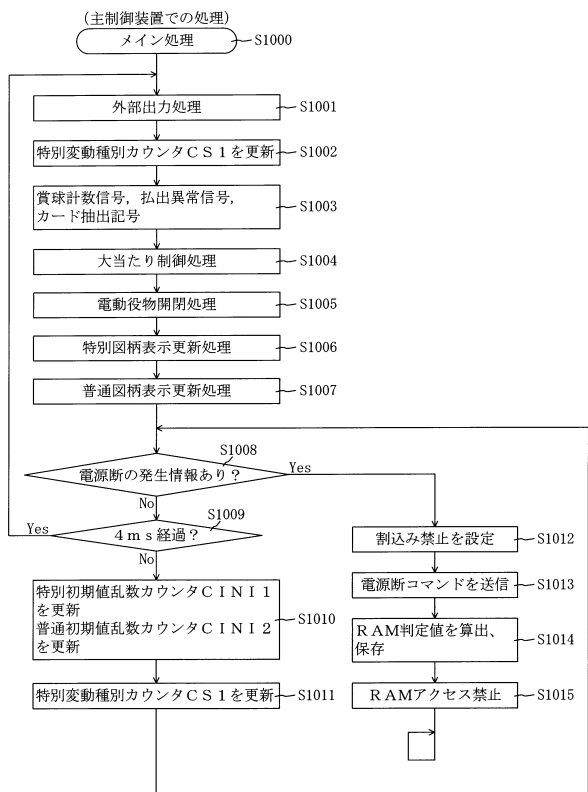 (主制御装置での処理)
メイン処理 S1000
外部出力処理 S1001
特別変動種別カウンタCS1を更新 S1002
賞球計数信号,払出異常信号,
カード抽出記号 S1003
大当たり制御処理 S1004
電動役物開閉処理 S1005
特別図柄表示更新処理 S1006
普通図柄表示更新処理 S1007
S1008
電源断の発生情報あり? Yes
No
S1009
Yes 4ms経過?
No
割込み禁止を設定 S1012
電源断コマンドを送信 S1013
RAM判定値を算出、
保存 S1014
RAMアクセス禁止 S1015
特別初期値乱数カウンタCINI1
を更新
普通初期値乱数カウンタCINI2
を更新 S1010
特別変動種別カウンタCS1を更新 S1011